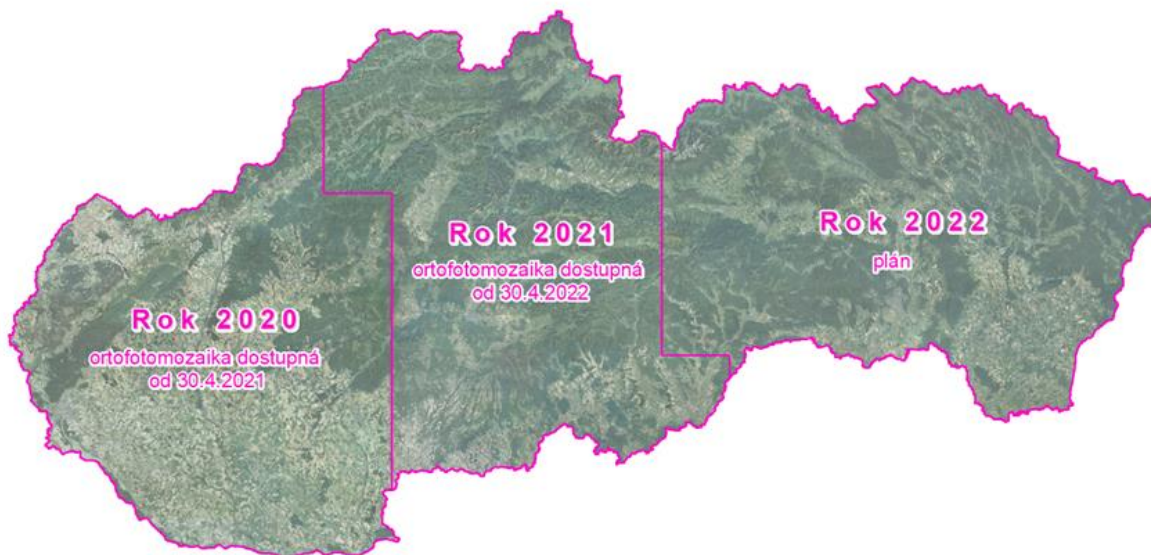 Rok 2020
ortofotomozaika dostupná
od 30.4.2021
Rok 2021
ortofotomozaika dostupná
od 30.4.2022
Rok 2022
plán